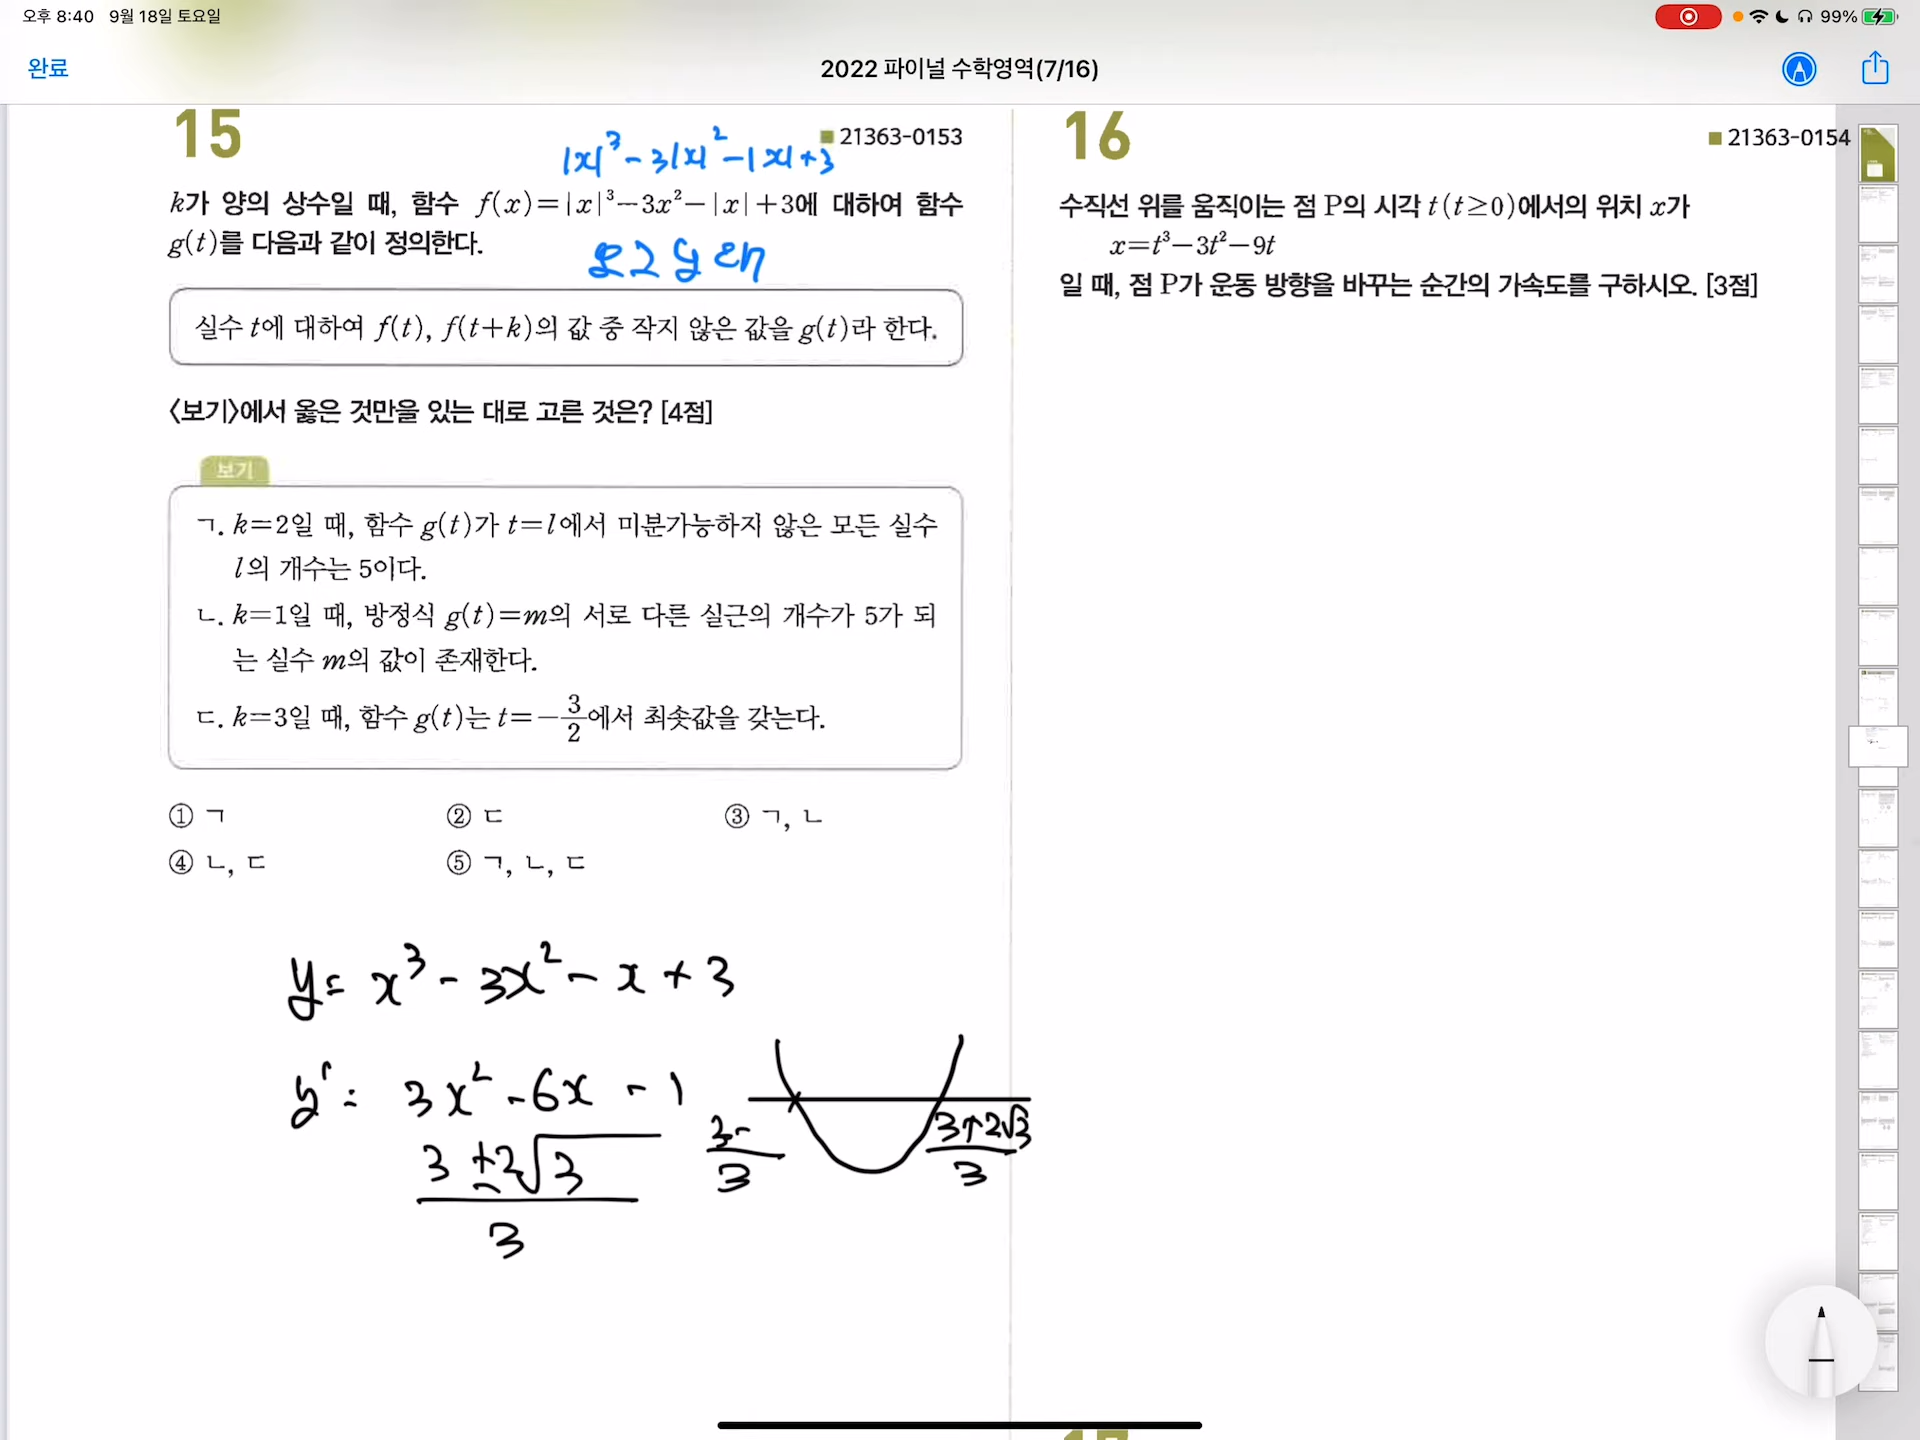 오후 8:40 9월 18일 토요일
99%
완료
2022 파이널 수학영역(7/16)
15
21363-0153
|x|³-3|x|²-|x|+3
k가 양의 상수일 때, 함수 f(x)=|x|³-3x²-|x|+3에 대하여 함수
g(t)를 다음과 같이 정의한다.
실수 t에 대하여 f(t), f(t+k)의 값 중 작지 않은 값을 g(t)라 한다.
〈보기〉에서 옳은 것만을 있는 대로 고른 것은? [4점]
보기
ㄱ. k=2일 때, 함수 g(t)가 t=l에서 미분가능하지 않은 모든 실수
l의 개수는 5이다.
ㄴ. k=1일 때, 방정식 g(t)=m의 서로 다른 실근의 개수가 5가 되
는 실수 m의 값이 존재한다.
ㄷ. k=3일 때, 함수 g(t)는 t=-3/2에서 최솟값을 갖는다.
① ㄱ ② ㄷ ③ ㄱ, ㄴ
④ ㄴ, ㄷ ⑤ ㄱ, ㄴ, ㄷ
y= x³-3x²-x+3
y'= 3x²-6x-1
3±2√3
3
3-
3
3+2√3
3
16
21363-0154
수직선 위를 움직이는 점 P의 시각 t(t≥0)에서의 위치 x가
x=t³-3t²-9t
일 때, 점 P가 운동 방향을 바꾸는 순간의 가속도를 구하시오. [3점]